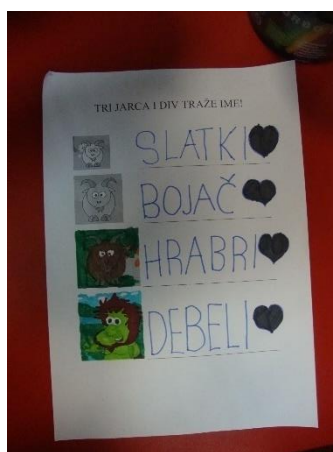 TRI JARCA I DIV TRAŽE IME!
SLATKI
BOJAČ
HRABRI
DEBELI